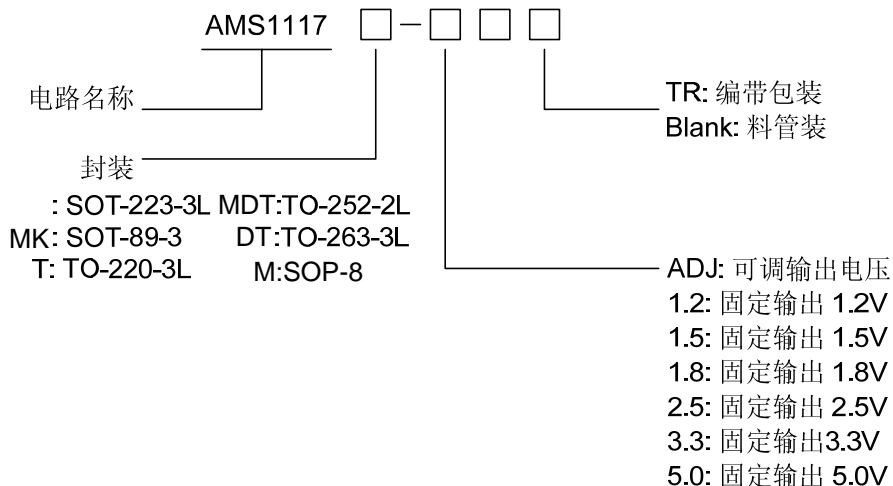 AMS1117 □-□□□
电路名称
TR: 编带包装
Blank: 料管装
封装
: SOT-223-3L MDT:TO-252-2L
MK: SOT-89-3 DT:TO-263-3L
T: TO-220-3L M:SOP-8
ADJ: 可调输出电压
1.2: 固定输出 1.2V
1.5: 固定输出 1.5V
1.8: 固定输出 1.8V
2.5: 固定输出 2.5V
3.3: 固定输出3.3V
5.0: 固定输出 5.0V